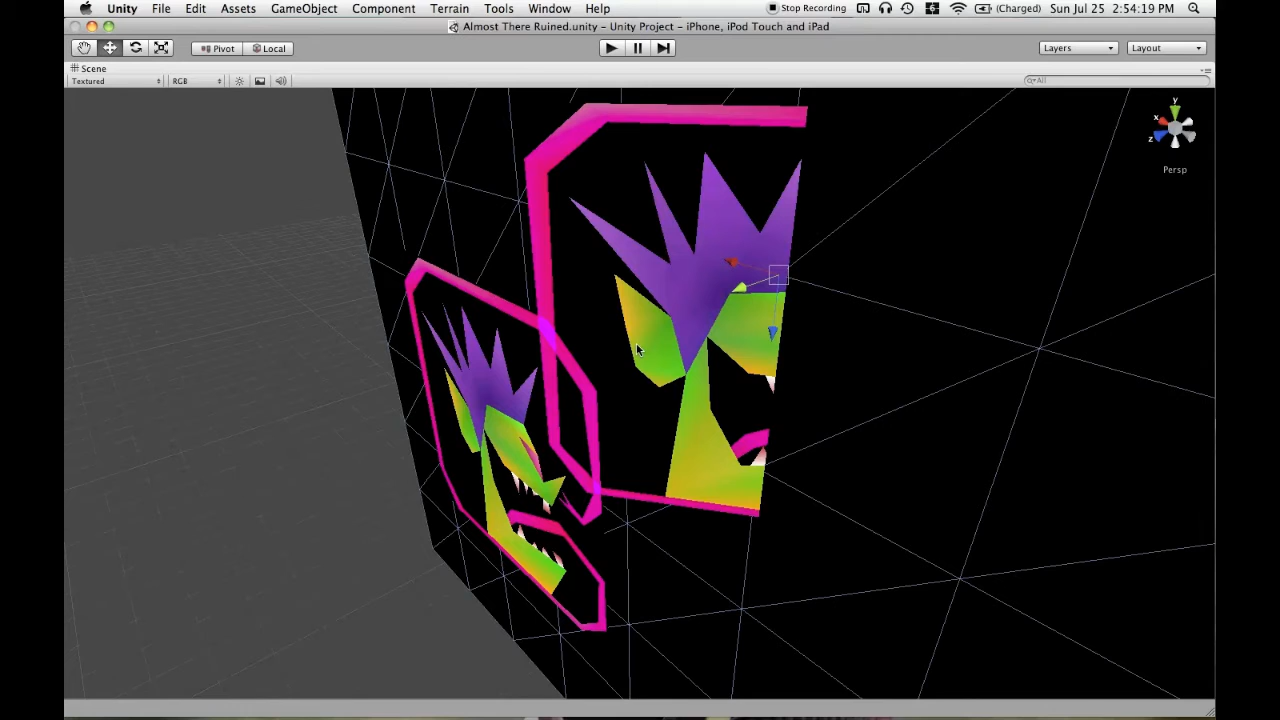 Unity File Edit Assets GameObject Component Terrain Tools Window Help Stop Recording (Charged) Sun Jul 25 2:54:19 PM
Almost There Ruined.unity – Unity Project – iPhone, iPod Touch and iPad
Pivot Local Layers Layout
Scene
Textured RGB All
y
x
z
Persp